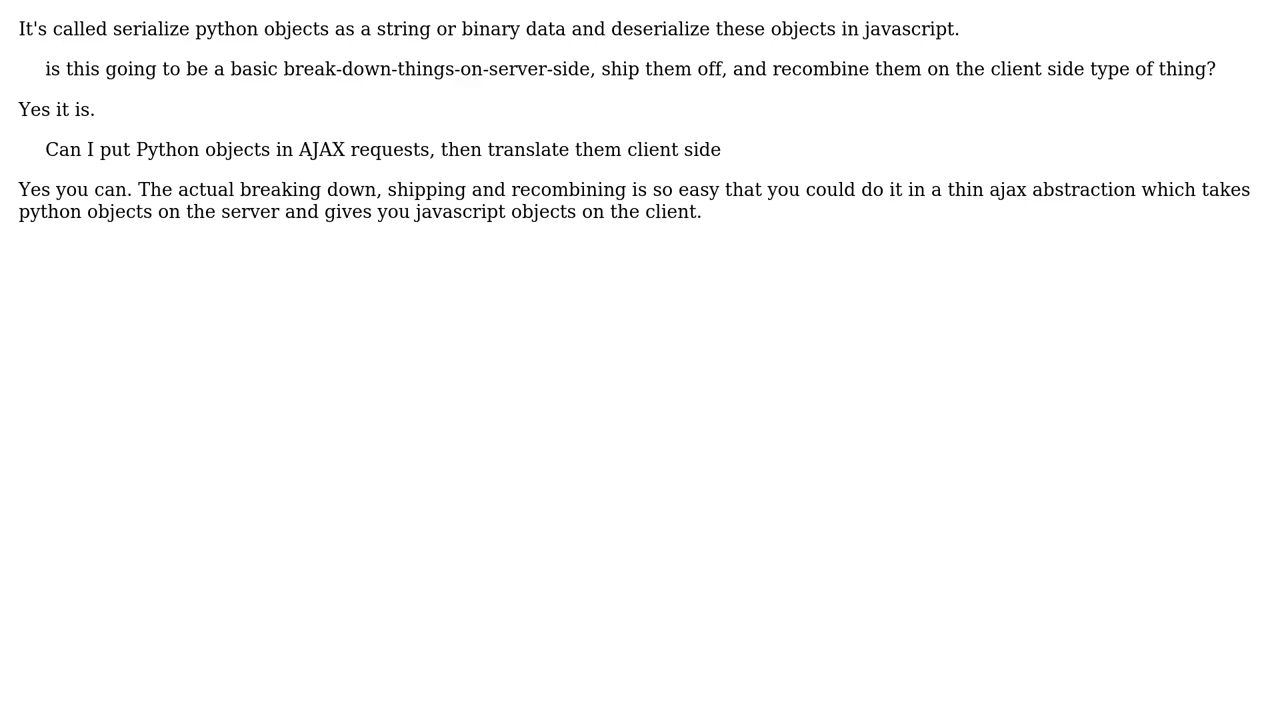 It's called serialize python objects as a string or binary data and deserialize these objects in javascript.
is this going to be a basic break-down-things-on-server-side, ship them off, and recombine them on the client side type of thing?
Yes it is.
Can I put Python objects in AJAX requests, then translate them client side
Yes you can. The actual breaking down, shipping and recombining is so easy that you could do it in a thin ajax abstraction which takes
python objects on the server and gives you javascript objects on the client.